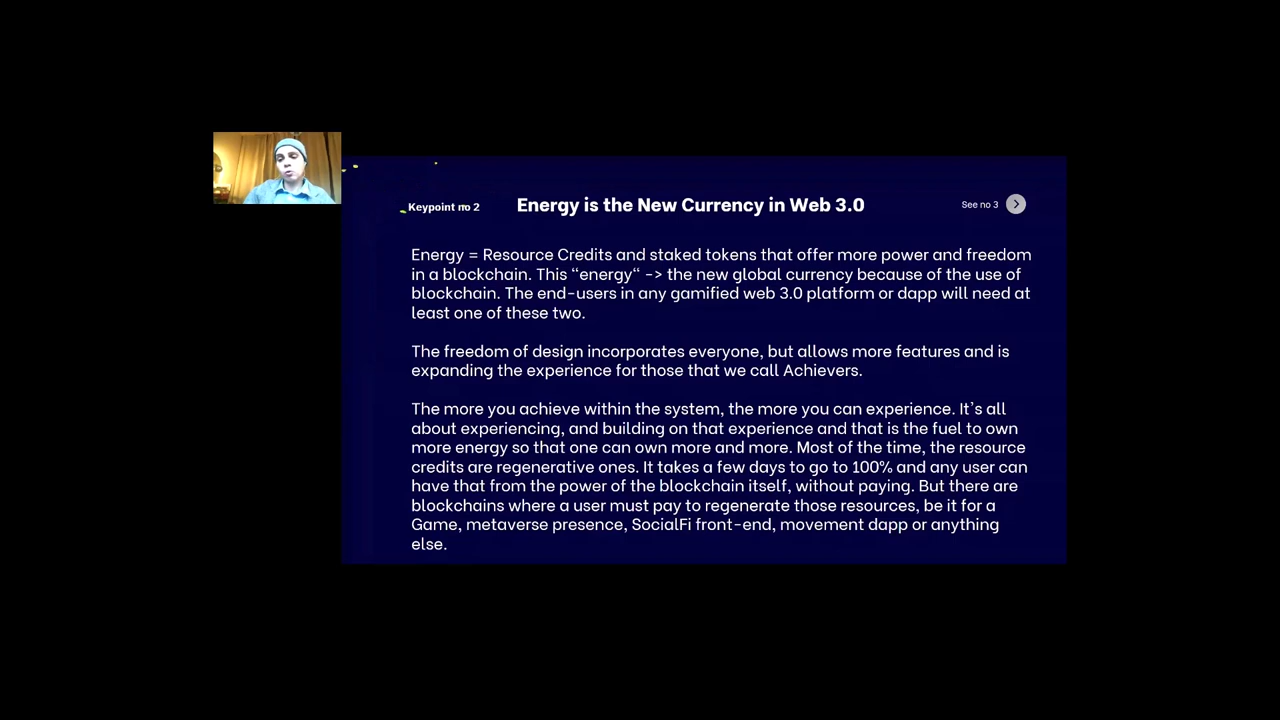 Keypoint no 2
Energy is the New Currency in Web 3.0
See no 3
Energy = Resource Credits and staked tokens that offer more power and freedom
in a blockchain. This “energy“ -> the new global currency because of the use of
blockchain. The end-users in any gamified web 3.0 platform or dapp will need at
least one of these two.
The freedom of design incorporates everyone, but allows more features and is
expanding the experience for those that we call Achievers.
The more you achieve within the system, the more you can experience. It's all
about experiencing, and building on that experience and that is the fuel to own
more energy so that one can own more and more. Most of the time, the resource
credits are regenerative ones. It takes a few days to go to 100% and any user can
have that from the power of the blockchain itself, without paying. But there are
blockchains where a user must pay to regenerate those resources, be it for a
Game, metaverse presence, SocialFi front-end, movement dapp or anything
else.